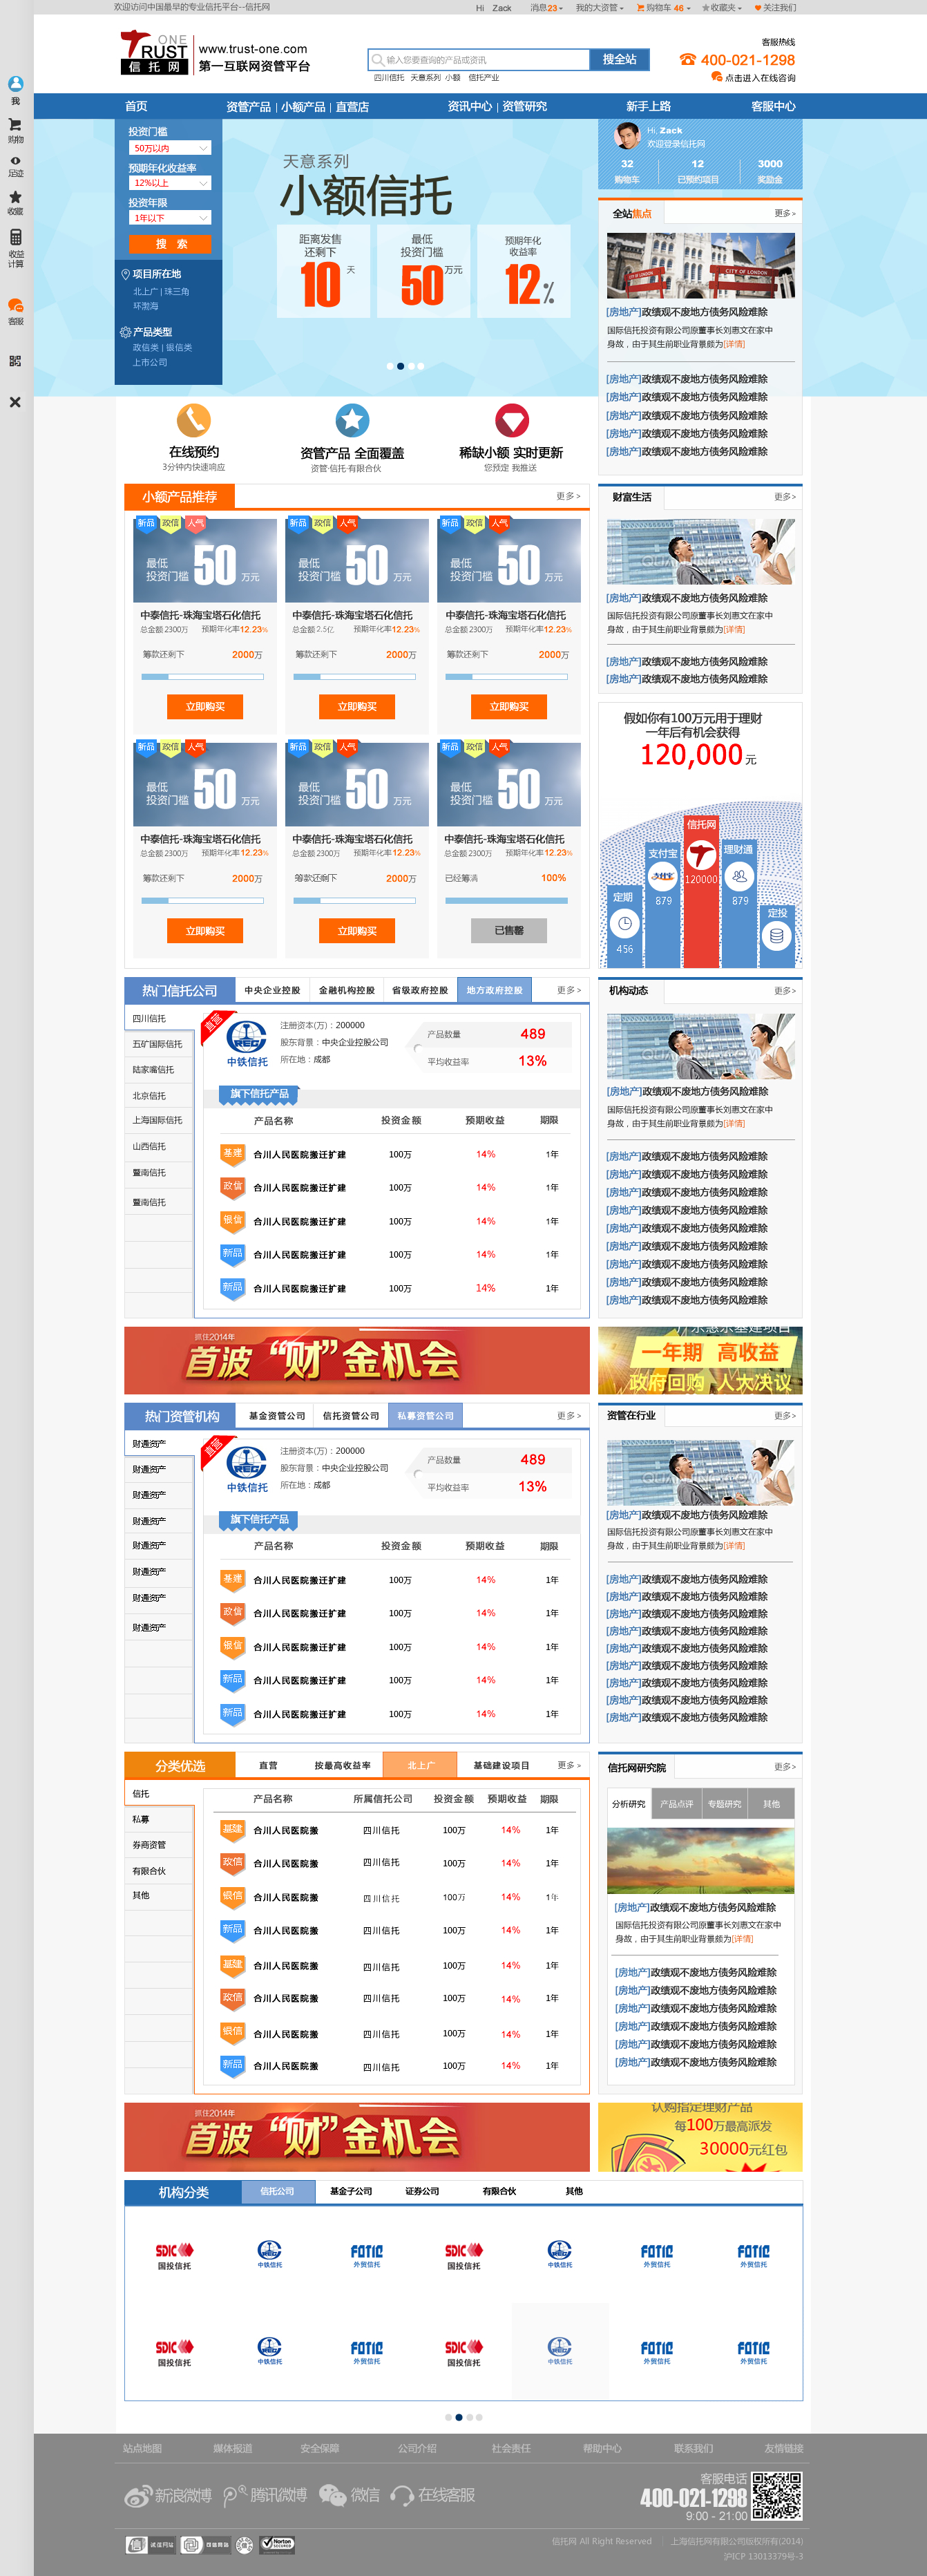 欢迎访问中国最早的专业信托平台--信托网
Hi Zack 消息23 我的大资管 购物车 46 收藏夹 关注我们
我
购物
足迹
收藏
收益
计算
客服
TRUST ONE
信托网
www.trust-one.com
第一互联网资管平台
输入您要查询的产品或资讯
搜全站
四川信托 天意系列 小额 信托产业
客服热线
400-021-1298
点击进入在线咨询
首页 资管产品 | 小额产品 | 直营店 资讯中心 | 资管研究 新手上路 客服中心
投资门槛
50万以内
预期年化收益率
12%以上
投资年限
1年以下
搜 索
项目所在地
北上广 | 珠三角
环渤海
产品类型
政信类 | 银信类
上市公司
天意系列
小额信托
距离发售
还剩下
10 天
最低
投资门槛
50 万元
预期年化
收益率
12%
Hi, Zack
欢迎登录信托网
32 12 3000
购物车 已预约项目 奖励金
全站焦点 更多>
CITY OF LONDON
CITY OF LONDON
[房地产]政绩观不废地方债务风险难除
国际信托投资有限公司原董事长刘惠文在家中
身故，由于其生前职业背景颇为[详情]
[房地产]政绩观不废地方债务风险难除
[房地产]政绩观不废地方债务风险难除
[房地产]政绩观不废地方债务风险难除
[房地产]政绩观不废地方债务风险难除
[房地产]政绩观不废地方债务风险难除
在线预约
3分钟内快速响应
资管产品 全面覆盖
资管·信托·有限合伙
稀缺小额 实时更新
您预定 我推送
小额产品推荐 更多>
新品 政信 人气
最低
投资门槛 50 万元
中泰信托-珠海宝塔石化信托
总金额2300万 预期年化率12.23%
筹款还剩下 2000万
立即购买
新品 政信 人气
最低
投资门槛 50 万元
中泰信托-珠海宝塔石化信托
总金额2.5亿 预期年化率12.23%
筹款还剩下 2000万
立即购买
新品 政信 人气
最低
投资门槛 50 万元
中泰信托-珠海宝塔石化信托
总金额2300万 预期年化率12.23%
筹款还剩下 2000万
立即购买
新品 政信 人气
最低
投资门槛 50 万元
中泰信托-珠海宝塔石化信托
总金额2300万 预期年化率12.23%
筹款还剩下 2000万
立即购买
新品 政信 人气
最低
投资门槛 50 万元
中泰信托-珠海宝塔石化信托
总金额2300万 预期年化率12.23%
筹款还剩下 2000万
立即购买
新品 政信 人气
最低
投资门槛 50 万元
中泰信托-珠海宝塔石化信托
总金额2300万 预期年化率12.23%
已经筹满 100%
已售罄
财富生活 更多>
[房地产]政绩观不废地方债务风险难除
国际信托投资有限公司原董事长刘惠文在家中
身故，由于其生前职业背景颇为[详情]
[房地产]政绩观不废地方债务风险难除
[房地产]政绩观不废地方债务风险难除
假如你有100万元用于理财
一年后有机会获得
120,000 元
定期
456
支付宝
支付宝
879
信托网
120000
理财通
879
定投
热门信托公司 中央企业控股 金融机构控股 省级政府控股 地方政府控股 更多>
四川信托
五矿国际信托
陆家嘴信托
北京信托
上海国际信托
山西信托
暨南信托
暨南信托
直营
中铁信托
注册资本(万)：200000
股东背景：中央企业控股公司
所在地：成都
产品数量 489
平均收益率 13%
旗下信托产品
产品名称 投资金额 预期收益 期限
基建 合川人民医院搬迁扩建 100万 14% 1年
政信 合川人民医院搬迁扩建 100万 14% 1年
银信 合川人民医院搬迁扩建 100万 14% 1年
新品 合川人民医院搬迁扩建 100万 14% 1年
新品 合川人民医院搬迁扩建 100万 14% 1年
机构动态 更多>
[房地产]政绩观不废地方债务风险难除
国际信托投资有限公司原董事长刘惠文在家中
身故，由于其生前职业背景颇为[详情]
[房地产]政绩观不废地方债务风险难除
[房地产]政绩观不废地方债务风险难除
[房地产]政绩观不废地方债务风险难除
[房地产]政绩观不废地方债务风险难除
[房地产]政绩观不废地方债务风险难除
[房地产]政绩观不废地方债务风险难除
[房地产]政绩观不废地方债务风险难除
[房地产]政绩观不废地方债务风险难除
[房地产]政绩观不废地方债务风险难除
抓住2014年
首波“财”金机会
一年期 高收益
政府回购 人大决议
热门资管机构 基金资管公司 信托资管公司 私募资管公司 更多>
财通资产
财通资产
财通资产
财通资产
财通资产
财通资产
财通资产
财通资产
直营
中铁信托
注册资本(万)：200000
股东背景：中央企业控股公司
所在地：成都
产品数量 489
平均收益率 13%
旗下信托产品
产品名称 投资金额 预期收益 期限
基建 合川人民医院搬迁扩建 100万 14% 1年
政信 合川人民医院搬迁扩建 100万 14% 1年
银信 合川人民医院搬迁扩建 100万 14% 1年
新品 合川人民医院搬迁扩建 100万 14% 1年
新品 合川人民医院搬迁扩建 100万 14% 1年
资管在行业 更多>
[房地产]政绩观不废地方债务风险难除
国际信托投资有限公司原董事长刘惠文在家中
身故，由于其生前职业背景颇为[详情]
[房地产]政绩观不废地方债务风险难除
[房地产]政绩观不废地方债务风险难除
[房地产]政绩观不废地方债务风险难除
[房地产]政绩观不废地方债务风险难除
[房地产]政绩观不废地方债务风险难除
[房地产]政绩观不废地方债务风险难除
[房地产]政绩观不废地方债务风险难除
[房地产]政绩观不废地方债务风险难除
[房地产]政绩观不废地方债务风险难除
分类优选 直营 按最高收益率 北上广 基础建设项目 更多>
信托
私募
券商资管
有限合伙
其他
产品名称 所属信托公司 投资金额 预期收益 期限
基建 合川人民医院搬 四川信托 100万 14% 1年
政信 合川人民医院搬 四川信托 100万 14% 1年
银信 合川人民医院搬 四川信托 100万 14% 1年
新品 合川人民医院搬 四川信托 100万 14% 1年
基建 合川人民医院搬 四川信托 100万 14% 1年
政信 合川人民医院搬 四川信托 100万 14% 1年
银信 合川人民医院搬 四川信托 100万 14% 1年
新品 合川人民医院搬 四川信托 100万 14% 1年
信托网研究院 更多>
分析研究 产品点评 专题研究 其他
[房地产]政绩观不废地方债务风险难除
国际信托投资有限公司原董事长刘惠文在家中
身故，由于其生前职业背景颇为[详情]
[房地产]政绩观不废地方债务风险难除
[房地产]政绩观不废地方债务风险难除
[房地产]政绩观不废地方债务风险难除
[房地产]政绩观不废地方债务风险难除
[房地产]政绩观不废地方债务风险难除
[房地产]政绩观不废地方债务风险难除
抓住2014年
首波“财”金机会
认购指定理财产品
每100万最高派发
30000元红包
机构分类 信托公司 基金子公司 证券公司 有限合伙 其他
SDIC 国投信托 中铁信托 FOTIC 外贸信托 SDIC 国投信托 中铁信托 FOTIC 外贸信托 FOTIC 外贸信托
SDIC 国投信托 中铁信托 FOTIC 外贸信托 SDIC 国投信托 中铁信托 FOTIC 外贸信托 FOTIC 外贸信托
站点地图 媒体报道 安全保障 公司介绍 社会责任 帮助中心 联系我们 友情链接
新浪微博 腾讯微博 微信 在线客服
客服电话
400-021-1298
9:00 - 21:00
Norton
信托网 All Right Reserved | 上海信托网有限公司版权所有(2014)
沪ICP 13013379号-3